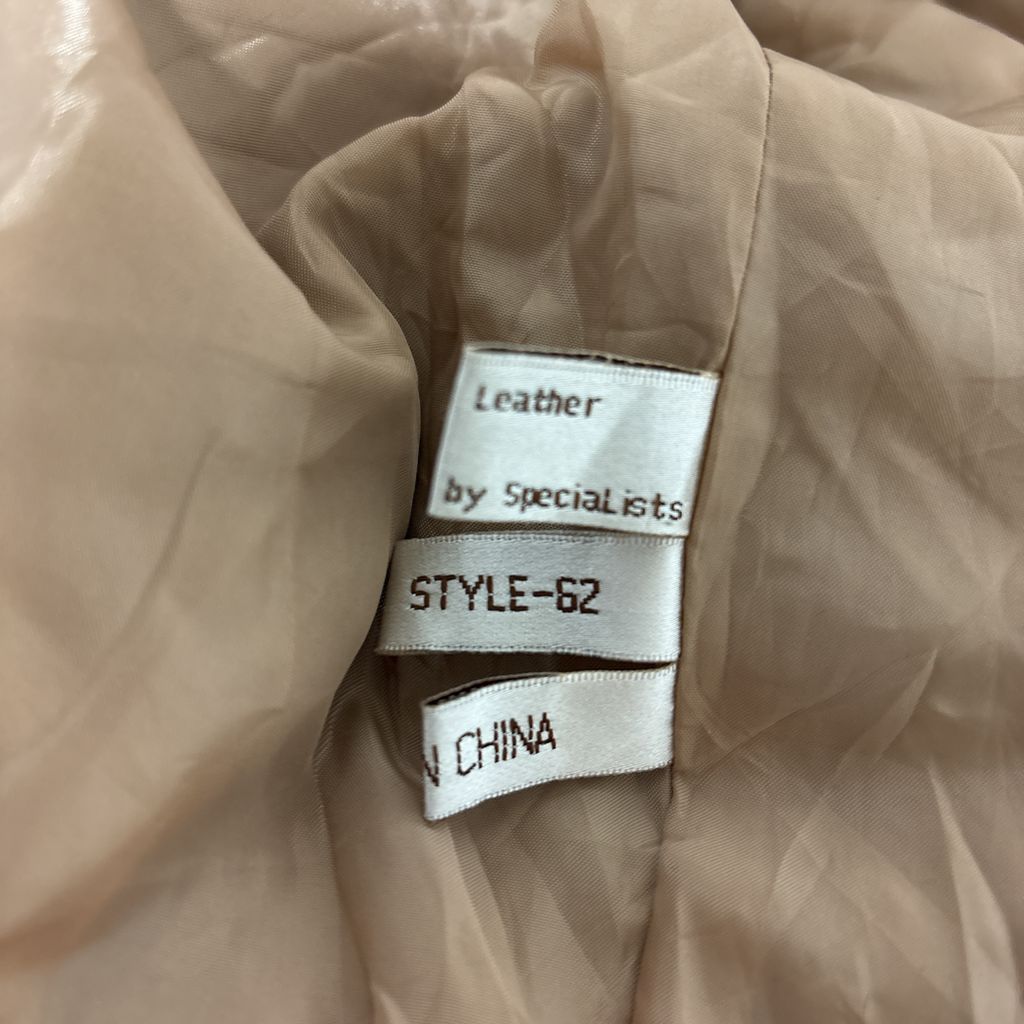 Leather
by SpeciaLists
STYLE-62
N CHINA